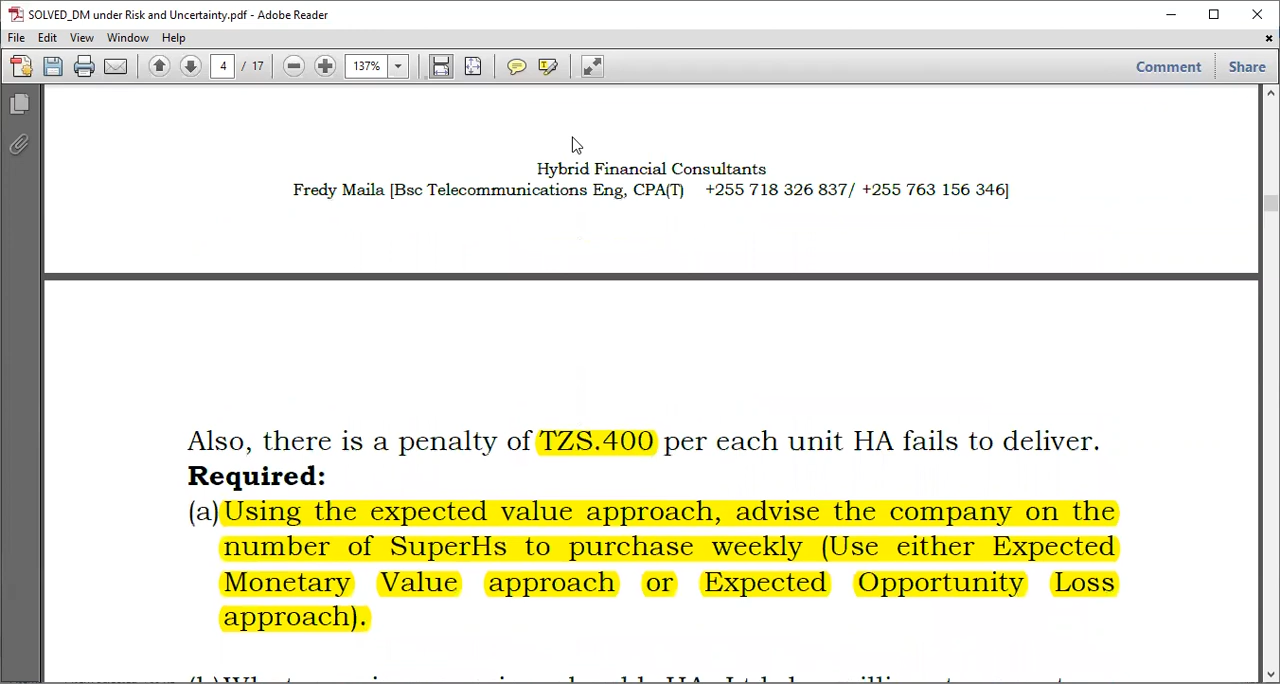 SOLVED_DM under Risk and Uncertainty.pdf - Adobe Reader
File Edit View Window Help
4 / 17 137% Comment Share
Hybrid Financial Consultants
Fredy Maila [Bsc Telecommunications Eng, CPA(T) +255 718 326 837/ +255 763 156 346]
Also, there is a penalty of TZS.400 per each unit HA fails to deliver.
Required:
(a) Using the expected value approach, advise the company on the
number of SuperHs to purchase weekly (Use either Expected
Monetary Value approach or Expected Opportunity Loss
approach).